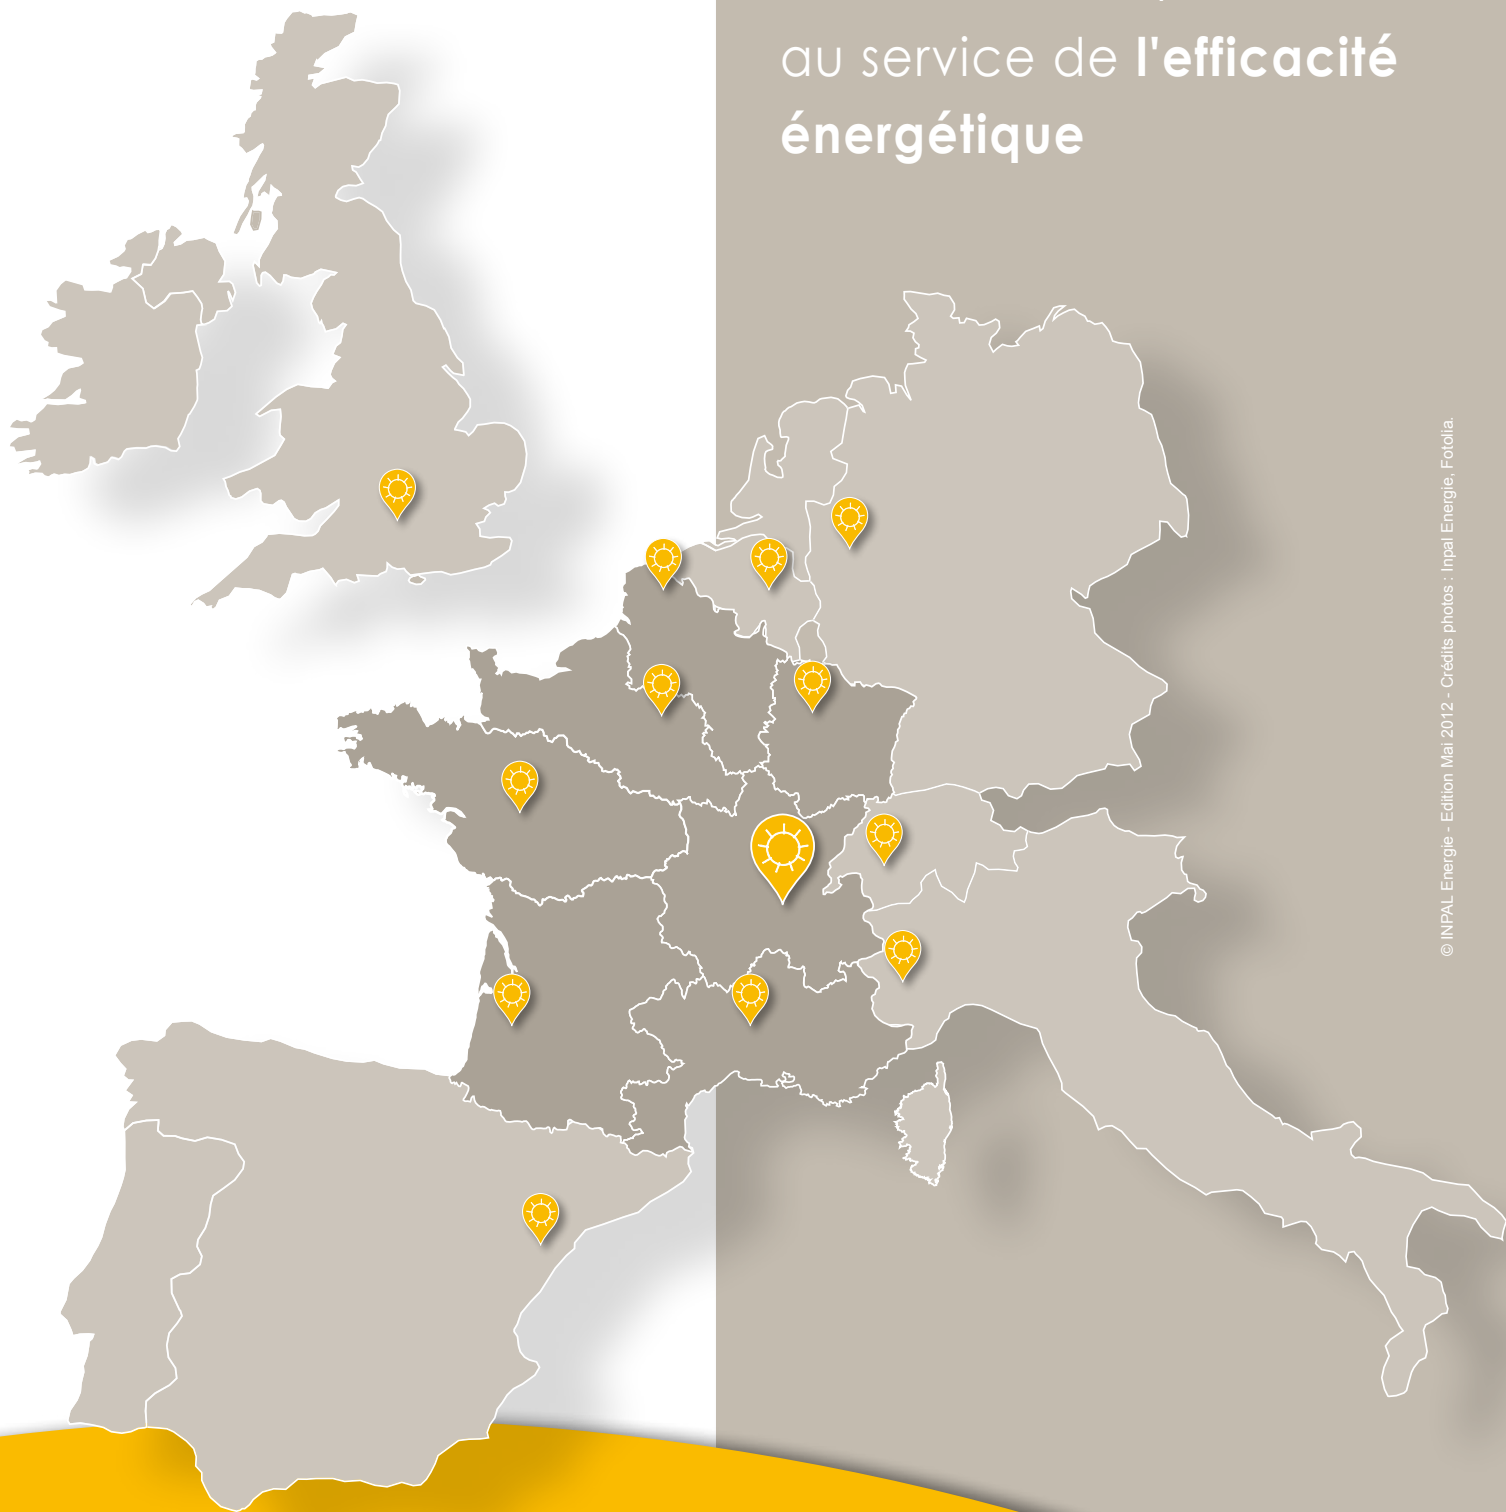 au service de l'efficacité
énergétique
© INPAL Energie - Edition Mai 2012 - Crédits photos : Inpal Energie, Fotolia.